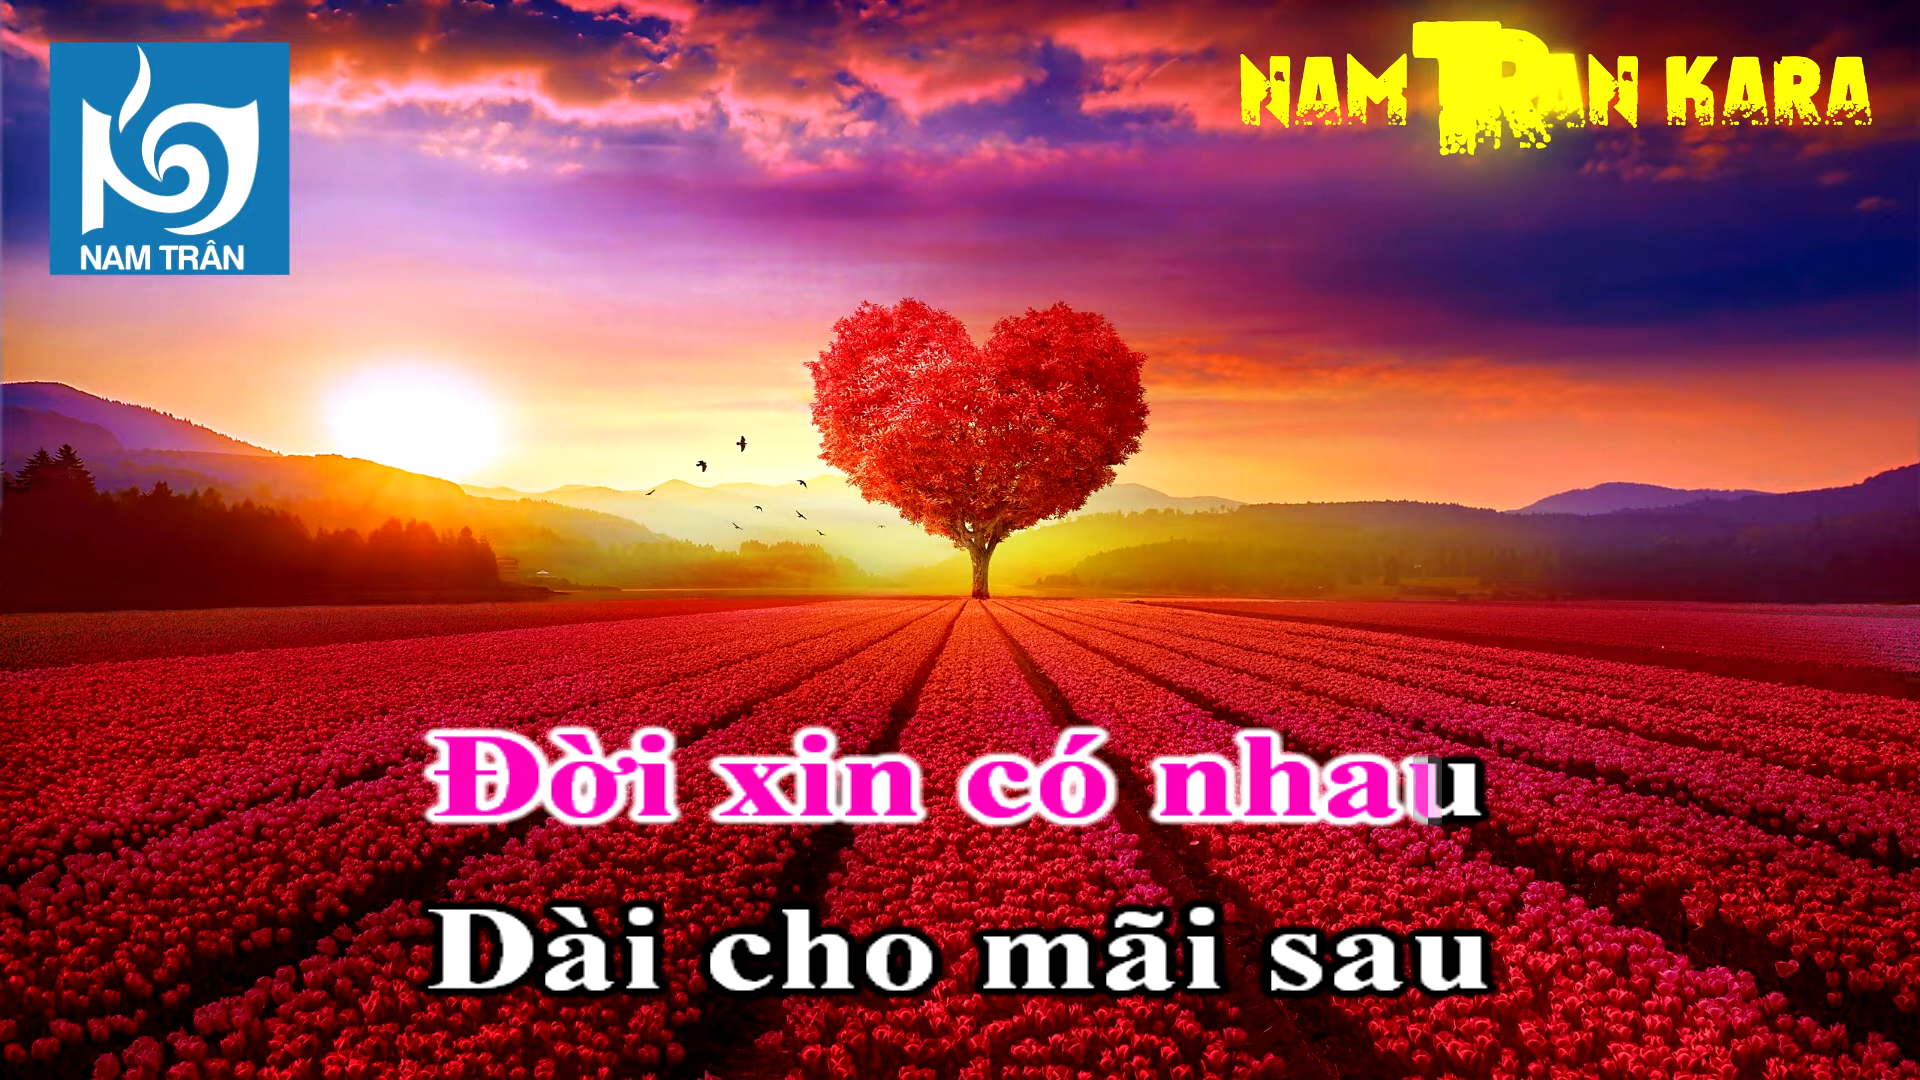 NAM TRÂN
NAM TRAN KARA
Đời xin có nhau
Dài cho mãi sau